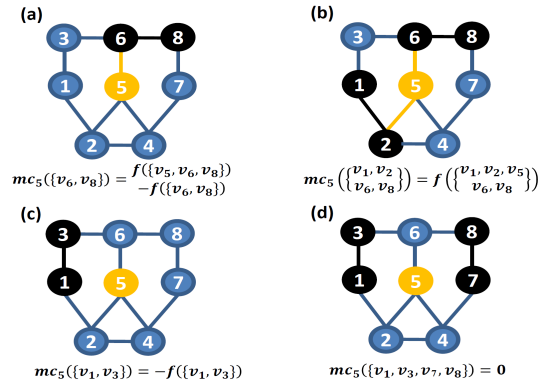 (a)
3 6 8
1 5 7
2 4
mc₅({v₆, v₈}) = f({v₅, v₆, v₈})
−f({v₆, v₈})
(b)
3 6 8
1 5 7
2 4
mc₅({v₁, v₂
v₆, v₈}) = f({v₁, v₂, v₅
v₆, v₈})
(c)
3 6 8
1 5 7
2 4
mc₅({v₁, v₃}) = −f({v₁, v₃})
(d)
3 6 8
1 5 7
2 4
mc₅({v₁, v₃, v₇, v₈}) = 0